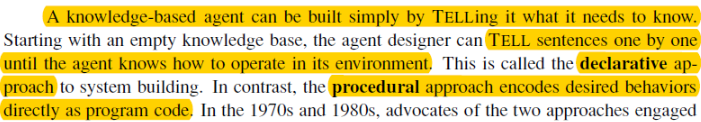 A knowledge-based agent can be built simply by TELLing it what it needs to know.
Starting with an empty knowledge base, the agent designer can TELL sentences one by one
until the agent knows how to operate in its environment. This is called the declarative ap-
proach to system building. In contrast, the procedural approach encodes desired behaviors
directly as program code. In the 1970s and 1980s, advocates of the two approaches engaged